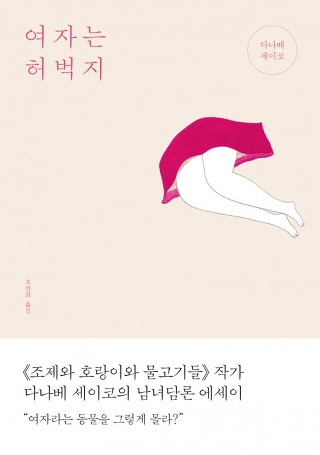 여자는
허벅지
다나베
세이코
조찬희 옮김
《조제와 호랑이와 물고기들》 작가
다나베 세이코의 남녀담론 에세이
“여자라는 동물을 그렇게 몰라?”